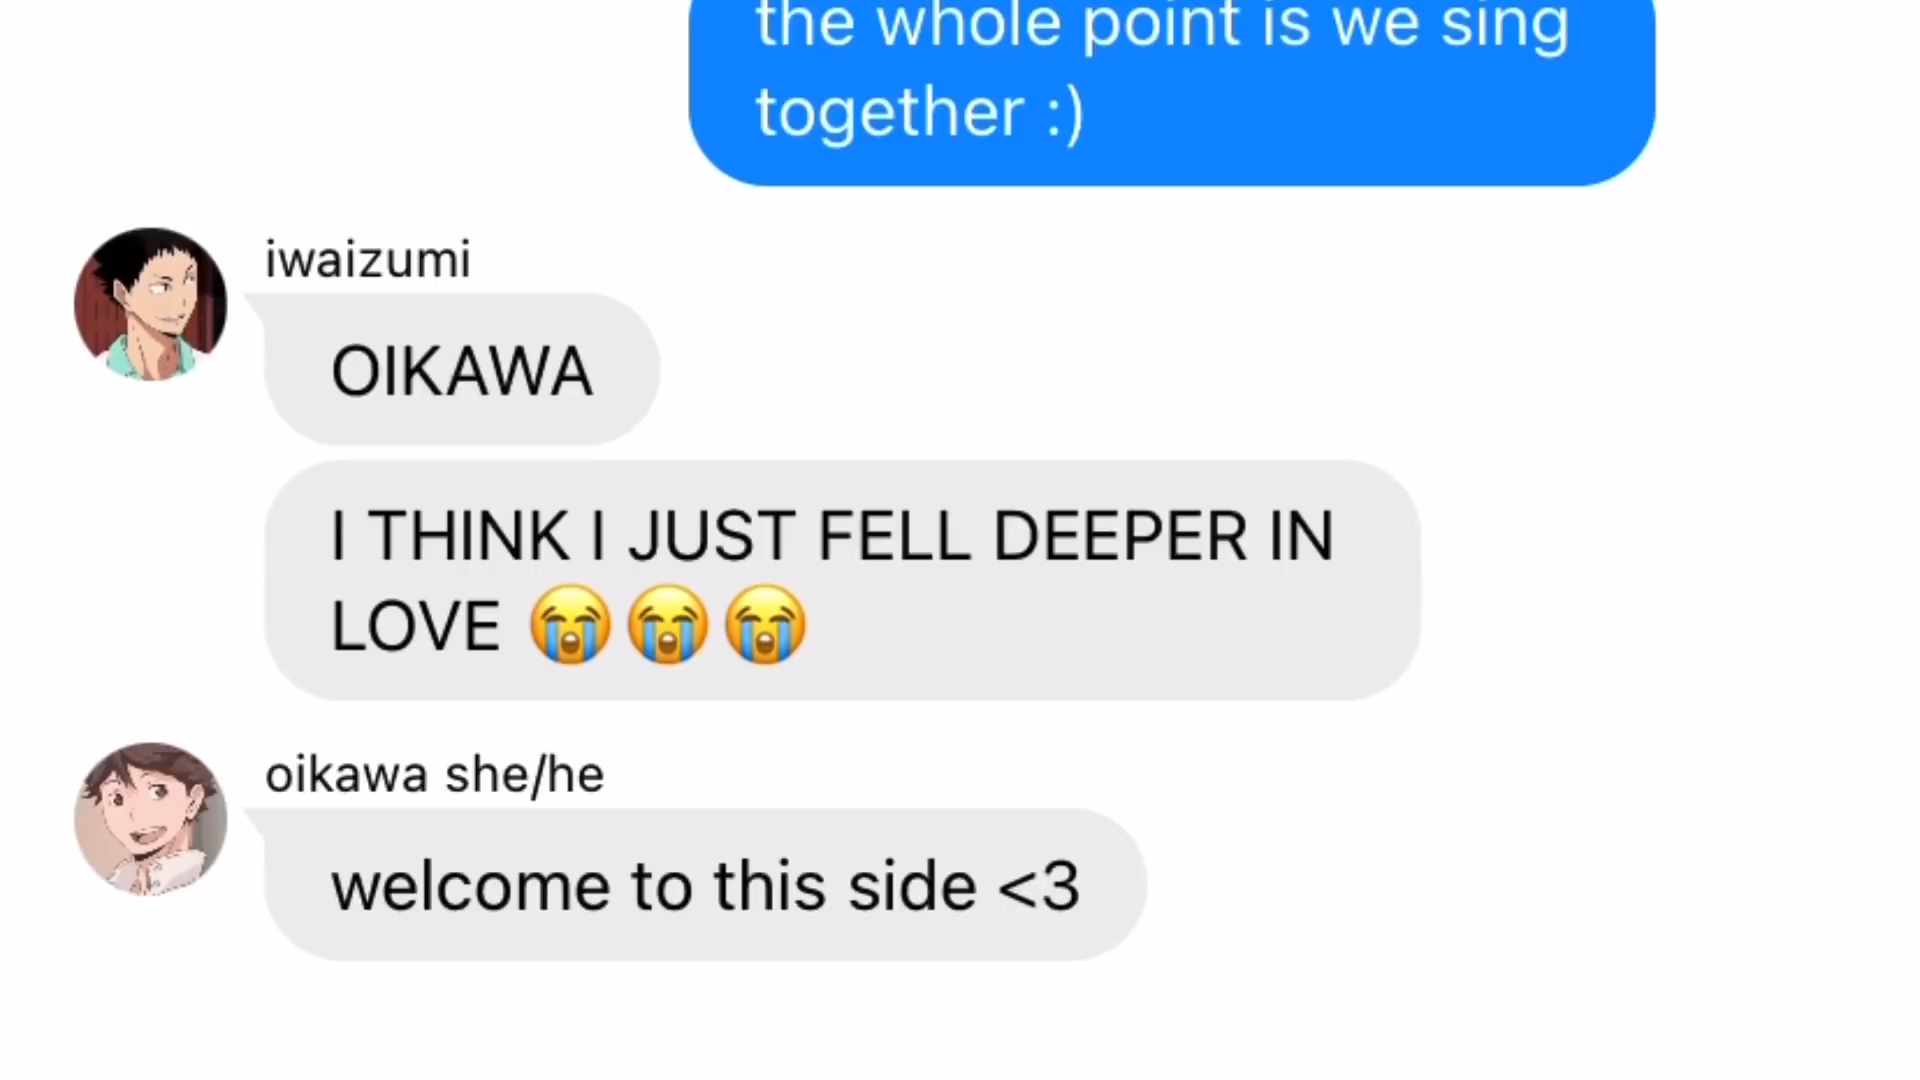 the whole point is we sing
together :)
iwaizumi
OIKAWA
I THINK I JUST FELL DEEPER IN
LOVE 😭😭😭
oikawa she/he
welcome to this side <3